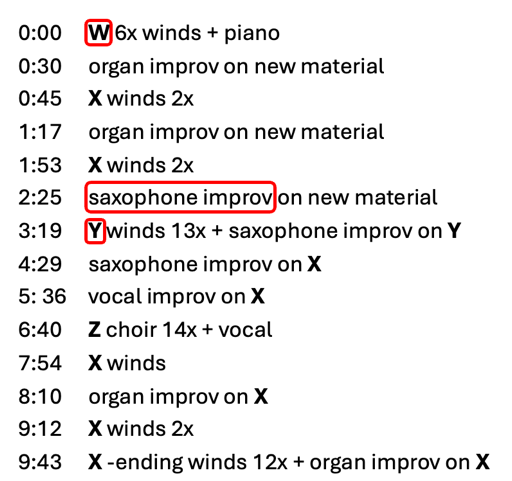 0:00 W 6x winds + piano
0:30 organ improv on new material
0:45 X winds 2x
1:17 organ improv on new material
1:53 X winds 2x
2:25 saxophone improv on new material
3:19 Y winds 13x + saxophone improv on Y
4:29 saxophone improv on X
5: 36 vocal improv on X
6:40 Z choir 14x + vocal
7:54 X winds
8:10 organ improv on X
9:12 X winds 2x
9:43 X -ending winds 12x + organ improv on X